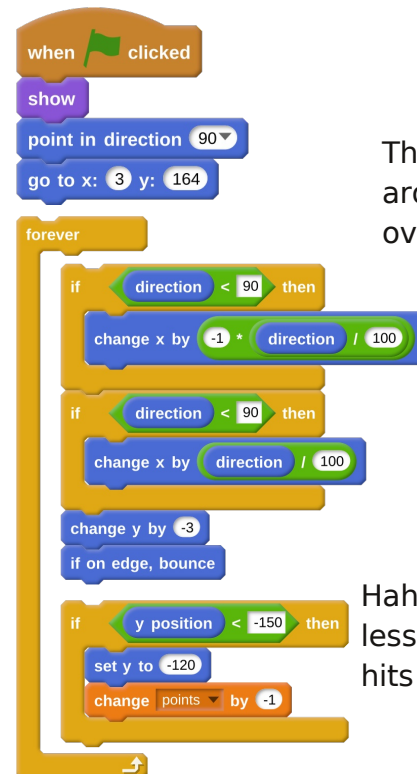 when clicked
show
point in direction 90
go to x: 3 y: 164
forever
if direction < 90 then
change x by -1 * direction / 100
if direction < 90 then
change x by direction / 100
change y by -3
if on edge, bounce
if y position < -150 then
set y to -120
change points by -1
Th
ov
Hah
less
hits